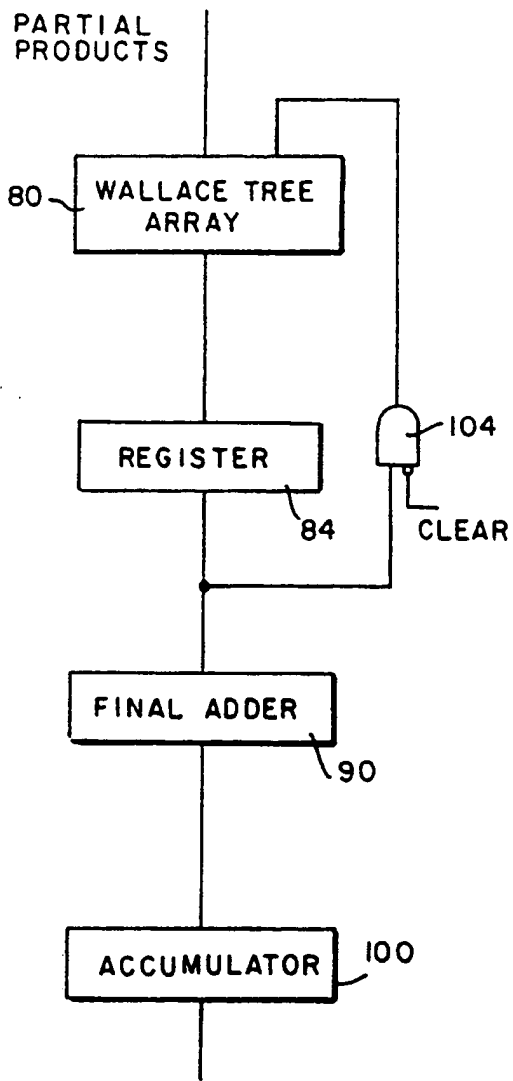 PARTIAL
PRODUCTS
80
WALLACE TREE
ARRAY
104
REGISTER
84
CLEAR
FINAL ADDER
90
ACCUMULATOR
100